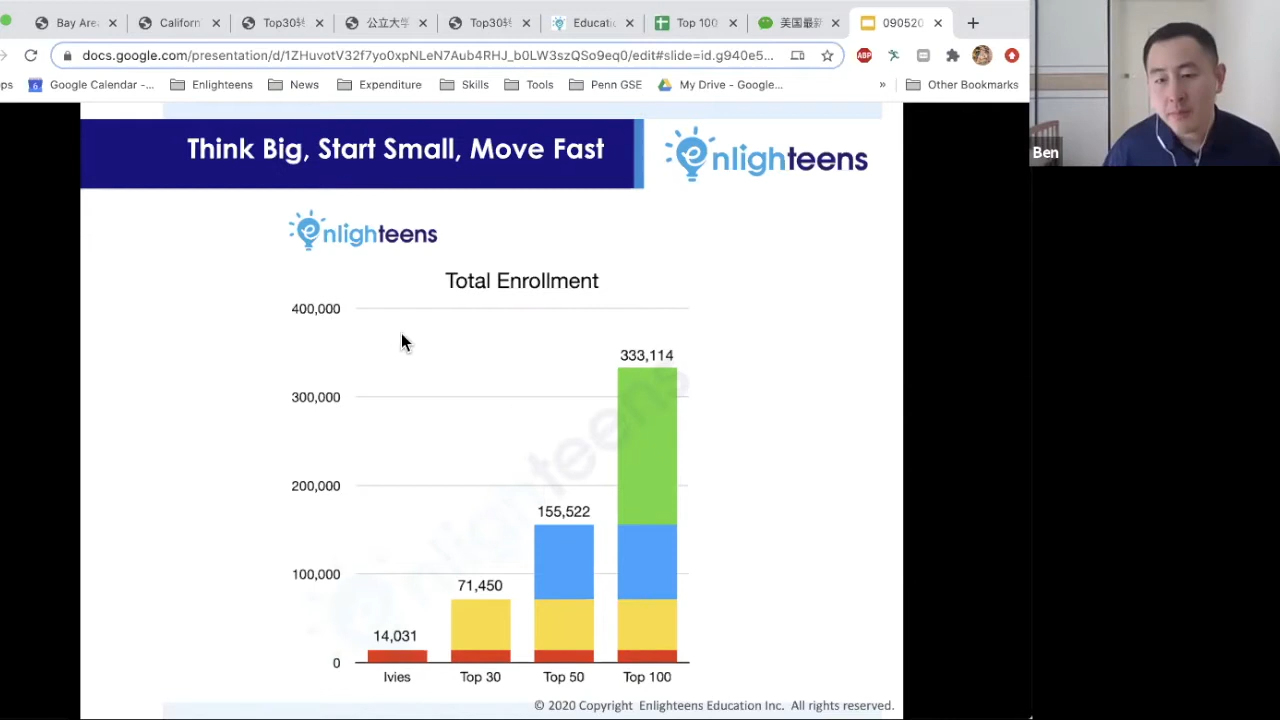 Bay Are
Californ
Top30
公立大学
Top30
Educati
Top 100
美国最新
090520
docs.google.com/presentation/d/1ZHuvotV32f7yo0xpNLeN7Aub4RHJ_b0LW3szQSo9eq0/edit#slide=id.g940e5...
ABP
ps
6
Google Calendar -...
Enlighteens
News
Expenditure
Skills
Tools
Penn GSE
My Drive - Google...
»
Other Bookmarks
Ben
Think Big, Start Small, Move Fast
enlighteens
enlighteens
Total Enrollment
400,000
333,114
300,000
200,000
155,522
100,000
71,450
14,031
0
Ivies
Top 30
Top 50
Top 100
enlighteens
© 2020 Copyright Enlighteens Education Inc. All rights reserved.